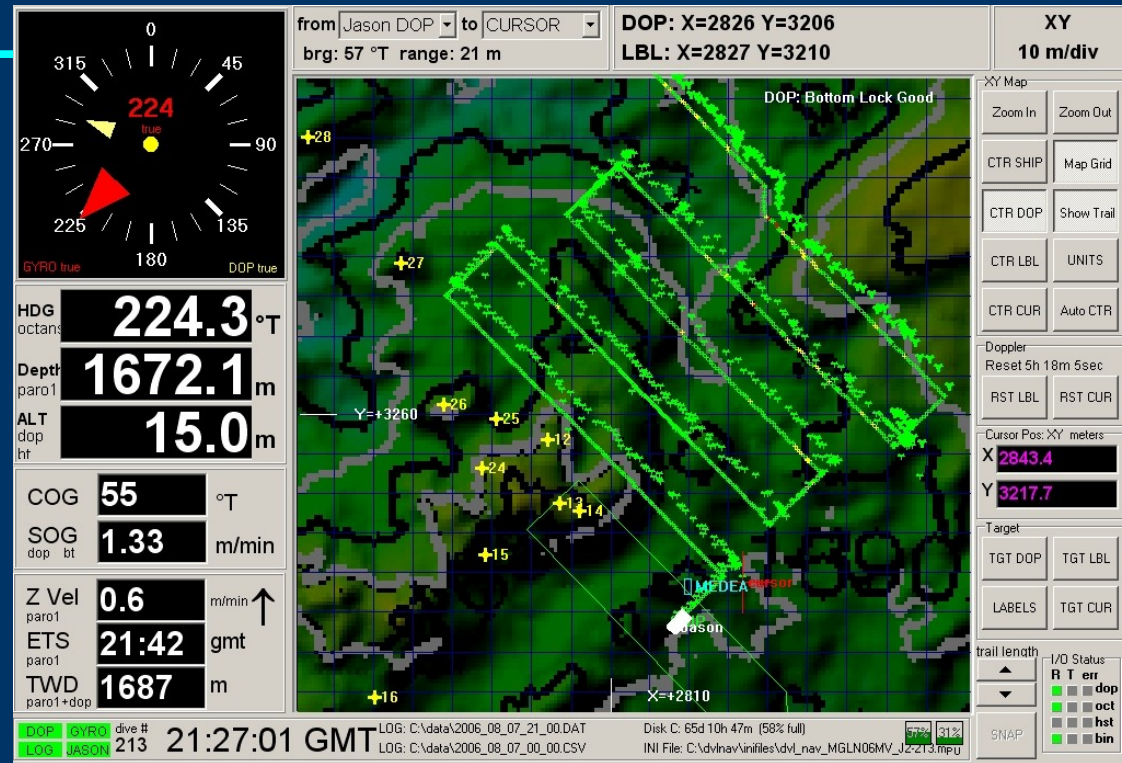 0
315
45
224
true
270
90
225
135
180
GYRO true
DOP true
HDG
octans
224.3 °T
Depth
paro1
1672.1 m
ALT
dop
ht
15.0 m
COG 55 °T
SOG
dop bt
1.33 m/min
Z Vel
paro1
0.6 m/min
ETS
paro1
21:42 gmt
TWD
paro1+dop
1687 m
from Jason DOP to CURSOR
brg: 57 °T range: 21 m
DOP: X=2826 Y=3206
LBL: X=2827 Y=3210
XY
10 m/div
DOP: Bottom Lock Good
28
27
26
25
12
24
13
14
15
16
Y=+3260
X=+2810
MEDEA
cursor
Jason
XY Map
Zoom In
Zoom Out
CTR SHIP
Map Grid
CTR DOP
Show Trail
CTR LBL
UNITS
CTR CUR
Auto CTR
Doppler
Reset 5h 18m 5sec
RST LBL
RST CUR
Cursor Pos: XY meters
X 2843.4
Y 3217.7
Target
TGT DOP
TGT LBL
LABELS
TGT CUR
trail length
SNAP
I/O Status
R T err
dop
oct
hst
bin
DOP GYRO
LOG JASON
dive #
213
21:27:01 GMT
LOG: C:\data\2006_08_07_21_00.DAT
LOG: C:\data\2006_08_07_00_00.CSV
Disk C: 65d 10h 47m (58% full)
INI File: C:\dvlnav\inifiles\dvl_nav_MGLN06MV_J2-213.m
57%
31%